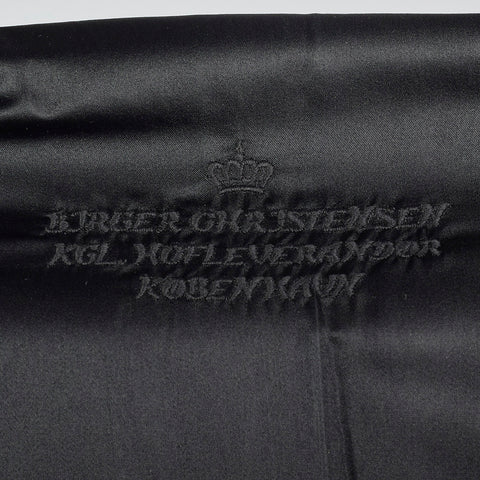 BIRGER CHRISTENSEN
KGL. HOFLEVERANDØR
KØBENHAVN